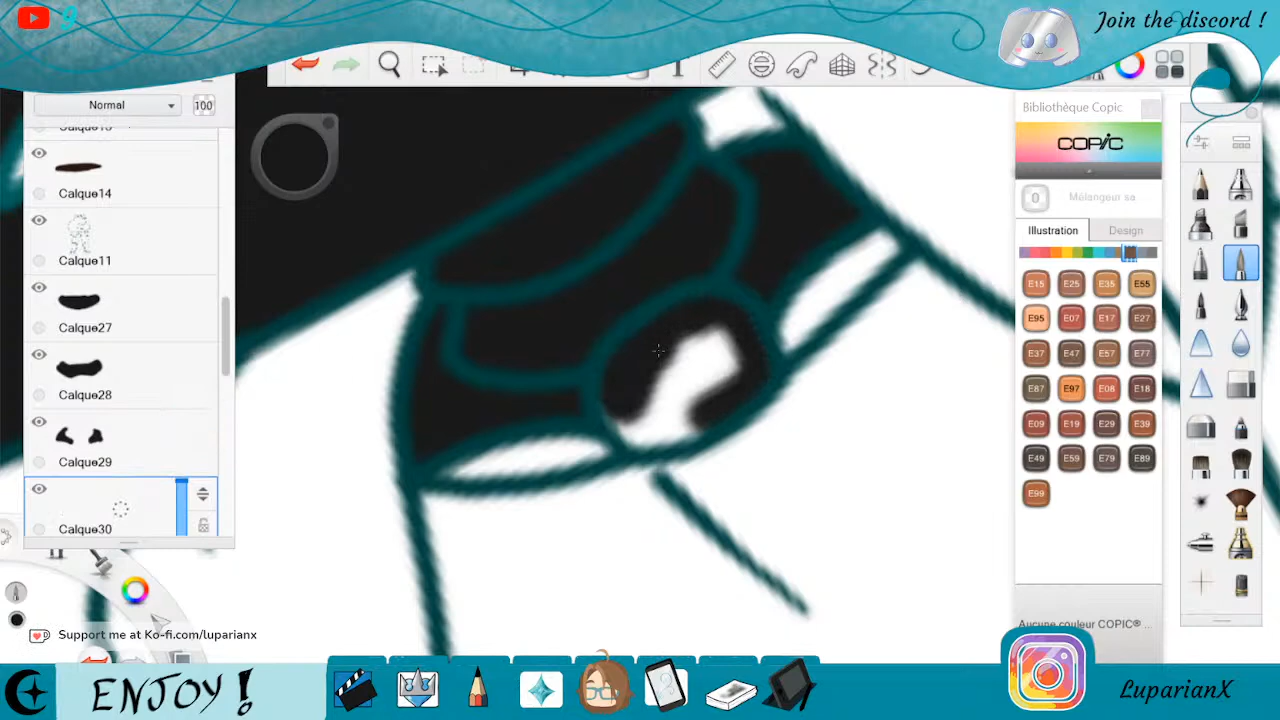 9
Join the discord !
Normal
100
Calque14
Calque11
Calque27
Calque28
Calque29
Calque30
Bibliothèque Copic
COPIC
0
Mélangeur sa
Illustration
Design
E15 E25 E35 E55
E95 E07 E17 E27
E37 E47 E57 E77
E87 E97 E08 E18
E09 E19 E29 E39
E49 E59 E79 E89
E99
Aucune couleur COPIC® ...
Support me at Ko-fi.com/luparianx
ENJOY !
LuparianX